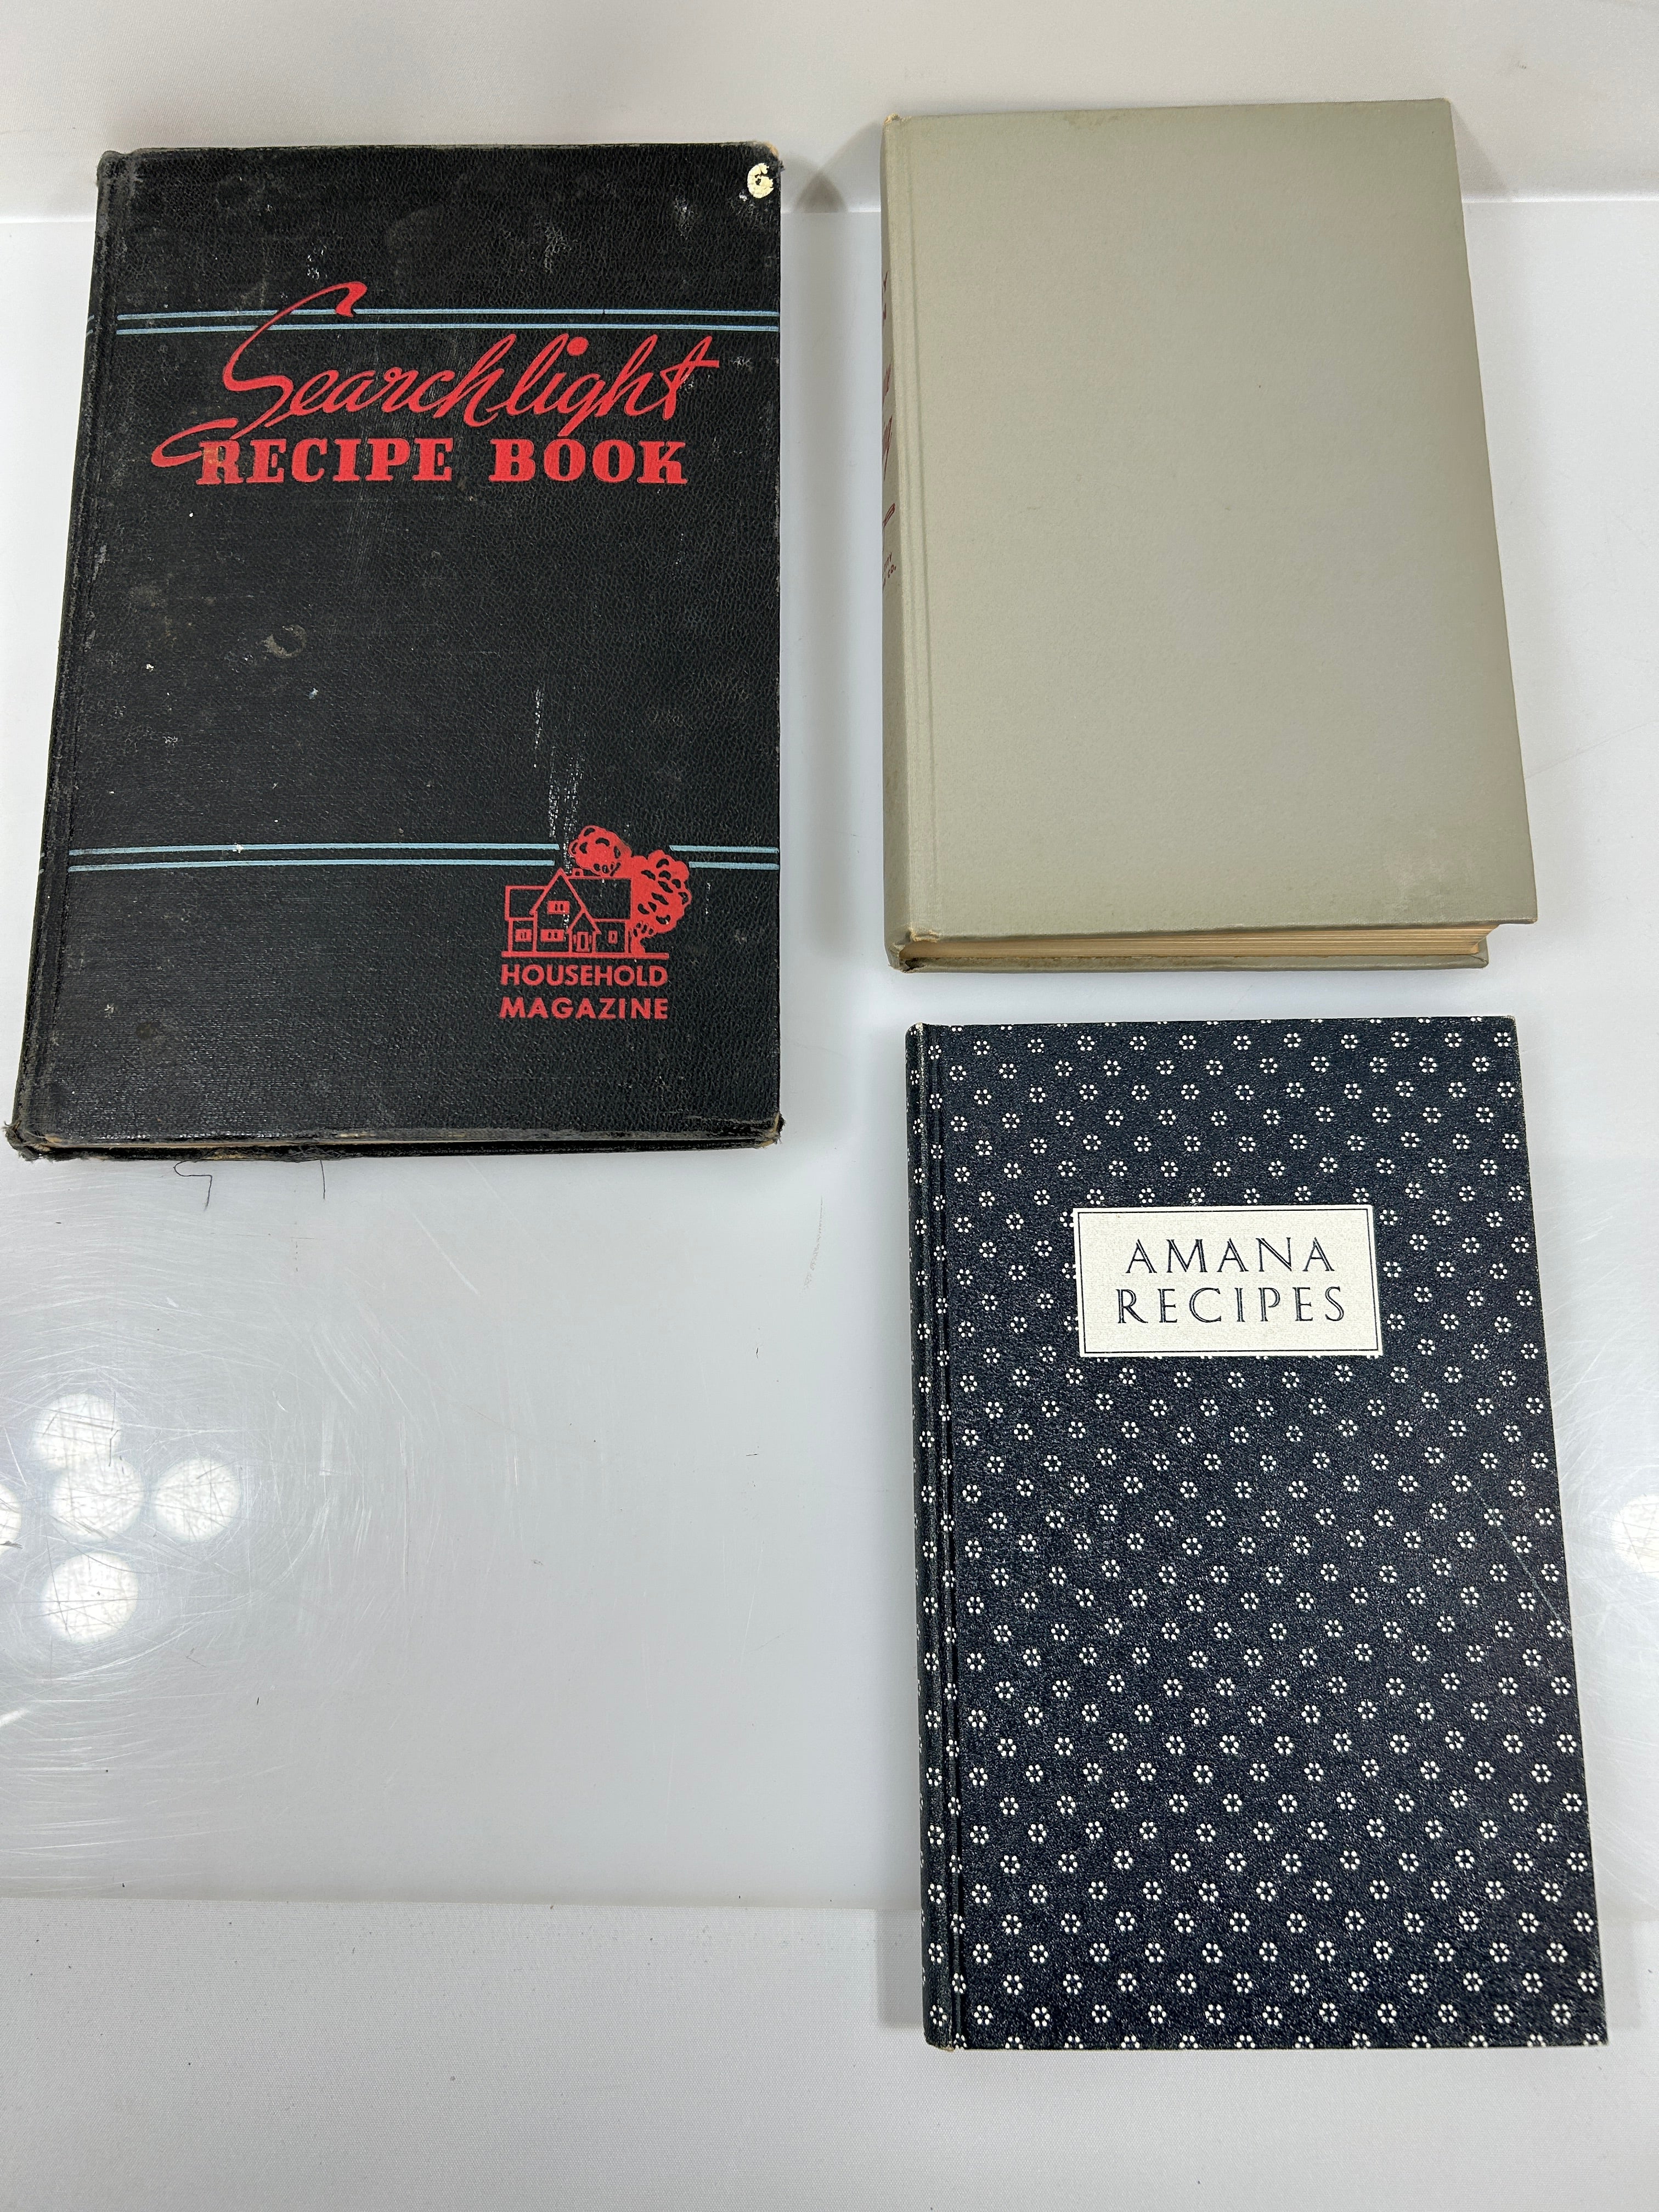 Searchlight
RECIPE BOOK
HOUSEHOLD
MAGAZINE
AMANA
RECIPES